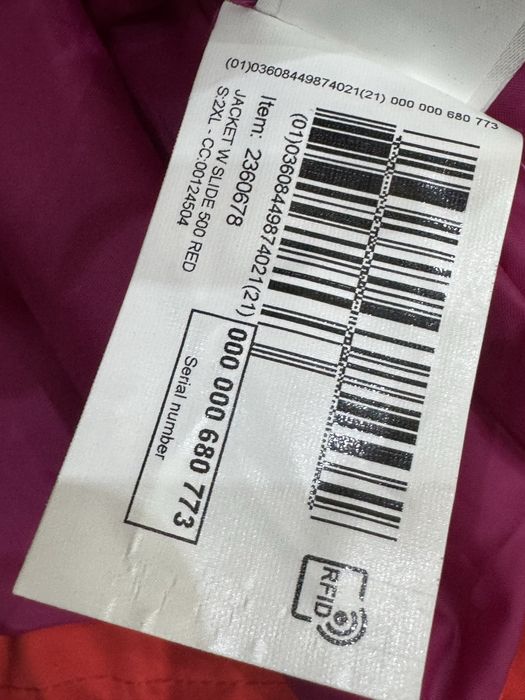 (01)03608449874021(21) 000 000 680 773
(01)03608449874021(21)
000 000 680 773
Serial number
Item: 2360678
JACKET W SLIDE 500 RED
S:2XL - CC:00124504
RFID